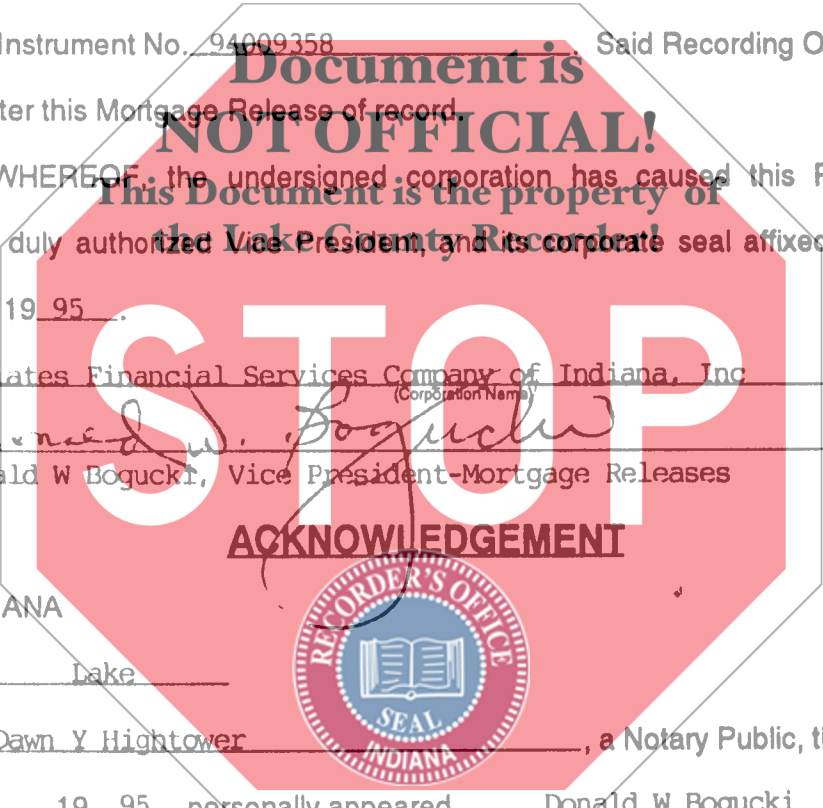 Instrument No. 94009358 . Said Recording O
Document is
ter this Mortgage Release of record.
NOT OFFICIAL!
WHEREOF, the undersigned corporation has caused this
This Document is the property of
duly authorized Vice President, and its corporate seal affixed
the Lake County Recorder!
19 95 .
STOP
ates Financial Services Company of Indiana, Inc
(Corporation Name)
Donald W. Bogucki
ald W Bogucki, Vice President-Mortgage Releases
ACKNOWLEDGEMENT
ANA
RECORDER'S OFFICE
Lake
SEAL
Dawn Y Hightower , a Notary Public, t
INDIANA
19 95 personally appeared Donald W Bogucki